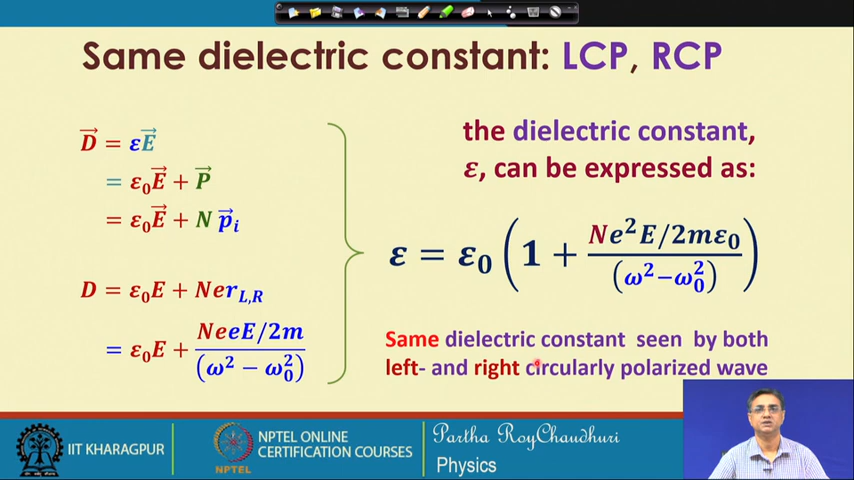 Same dielectric constant: LCP, RCP
D⃗ = εE⃗
= ε₀E⃗ + P⃗
= ε₀E⃗ + N p⃗ᵢ
D = ε₀E + Ner_{L,R}
= ε₀E + NeeE/2m / (ω² − ω₀²)
the dielectric constant,
ε, can be expressed as:
ε = ε₀ (1 + Ne²E/2mε₀ / (ω²−ω₀²))
Same dielectric constant seen by both
left- and right circularly polarized wave
IIT KHARAGPUR
NPTEL
NPTEL ONLINE
CERTIFICATION COURSES
Partha RoyChaudhuri
Physics